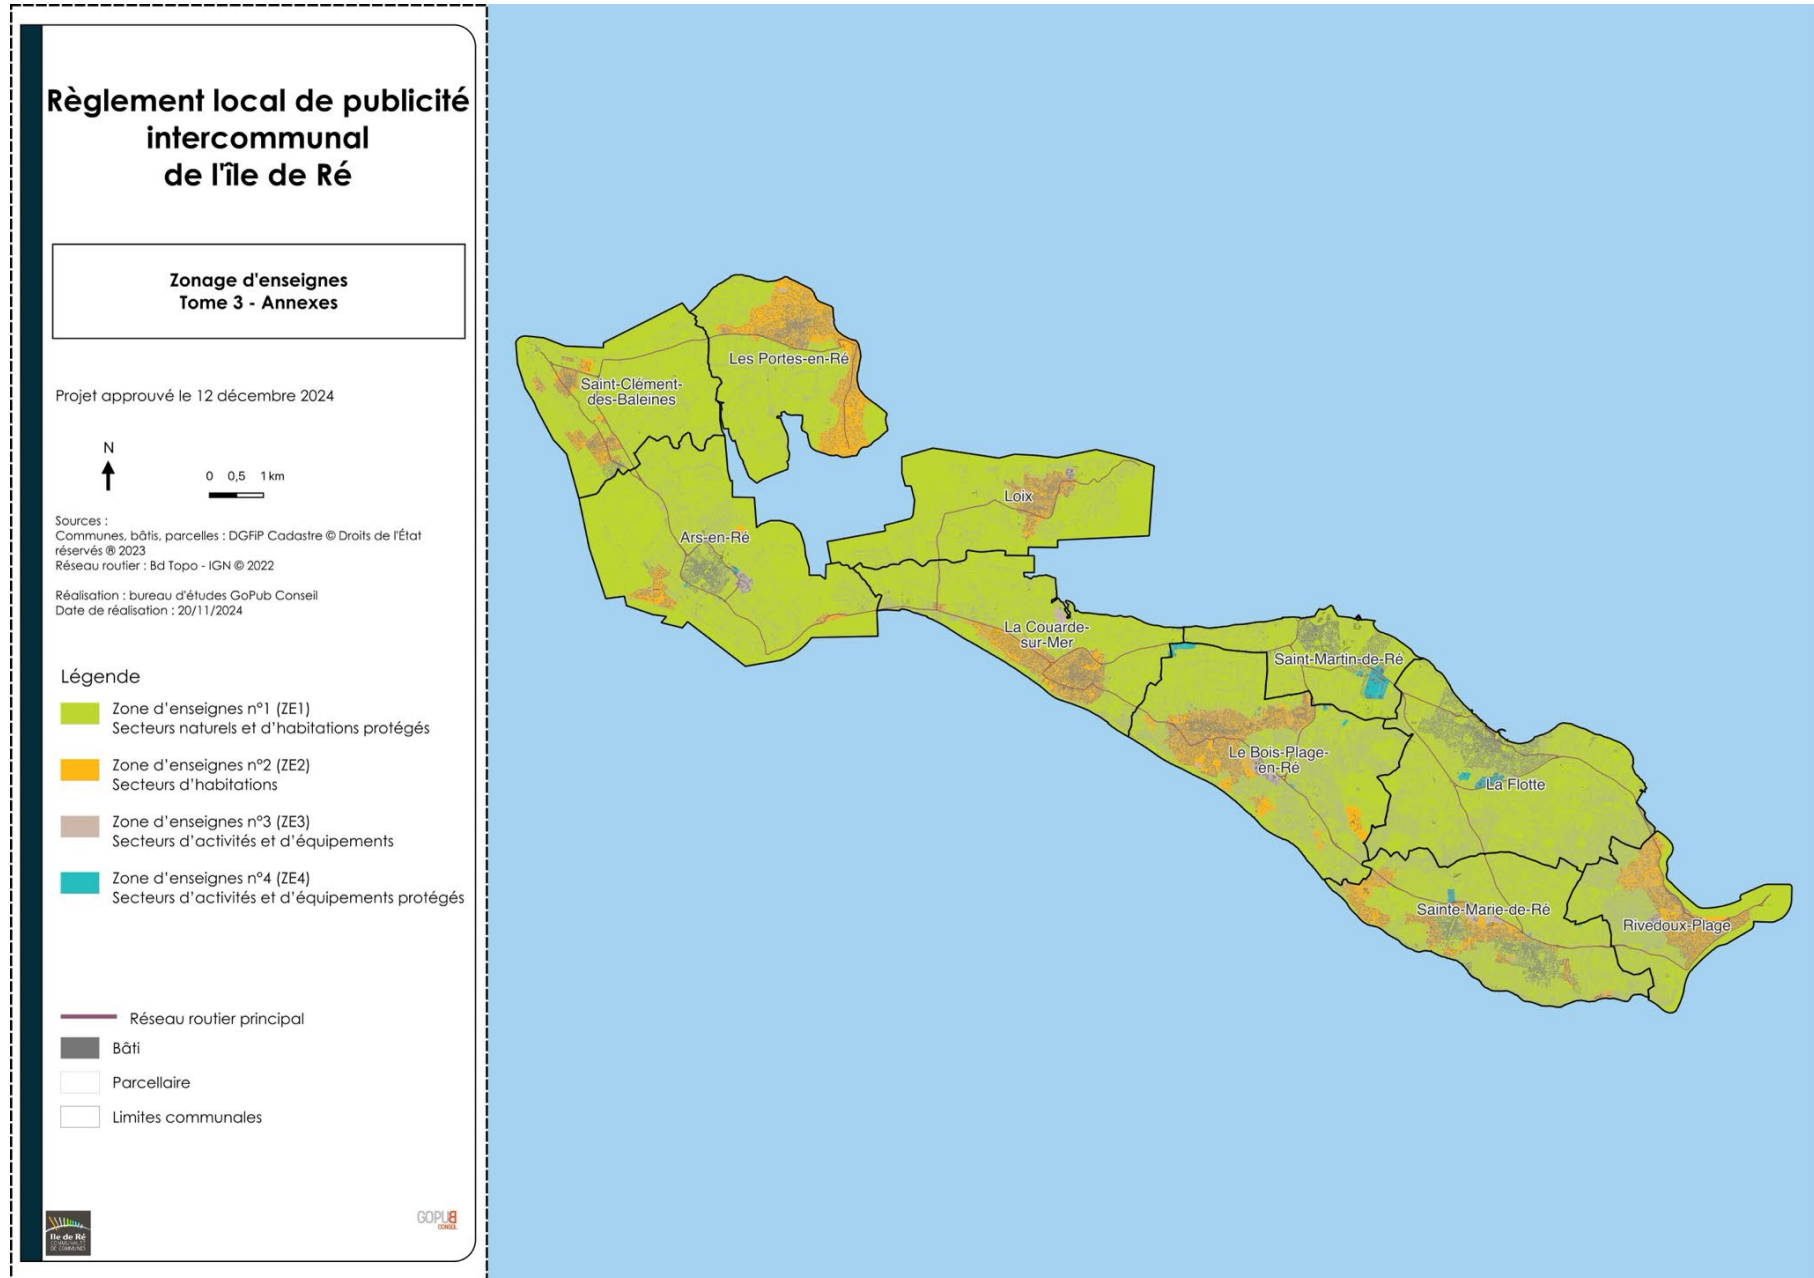 Règlement local de publicité
intercommunal
de l'île de Ré
Zonage d'enseignes
Tome 3 - Annexes
Projet approuvé le 12 décembre 2024
N
0 0,5 1 km
Sources :
Communes, bâtis, parcelles : DGFiP Cadastre © Droits de l'État
réservés ® 2023
Réseau routier : Bd Topo - IGN © 2022
Réalisation : bureau d'études GoPub Conseil
Date de réalisation : 20/11/2024
Légende
Zone d'enseignes n°1 (ZE1)
Secteurs naturels et d'habitations protégés
Zone d'enseignes n°2 (ZE2)
Secteurs d'habitations
Zone d'enseignes n°3 (ZE3)
Secteurs d'activités et d'équipements
Zone d'enseignes n°4 (ZE4)
Secteurs d'activités et d'équipements protégés
Réseau routier principal
Bâti
Parcellaire
Limites communales
Ile de Ré
COMMUNAUTÉ
DE COMMUNES
GOPUB
CONSEIL
Les Portes-en-Ré
Saint-Clément-
des-Baleines
Loix
Ars-en-Ré
La Couarde-
sur-Mer
Saint-Martin-de-Ré
Le Bois-Plage-
en-Ré
La Flotte
Sainte-Marie-de-Ré
Rivedoux-Plage